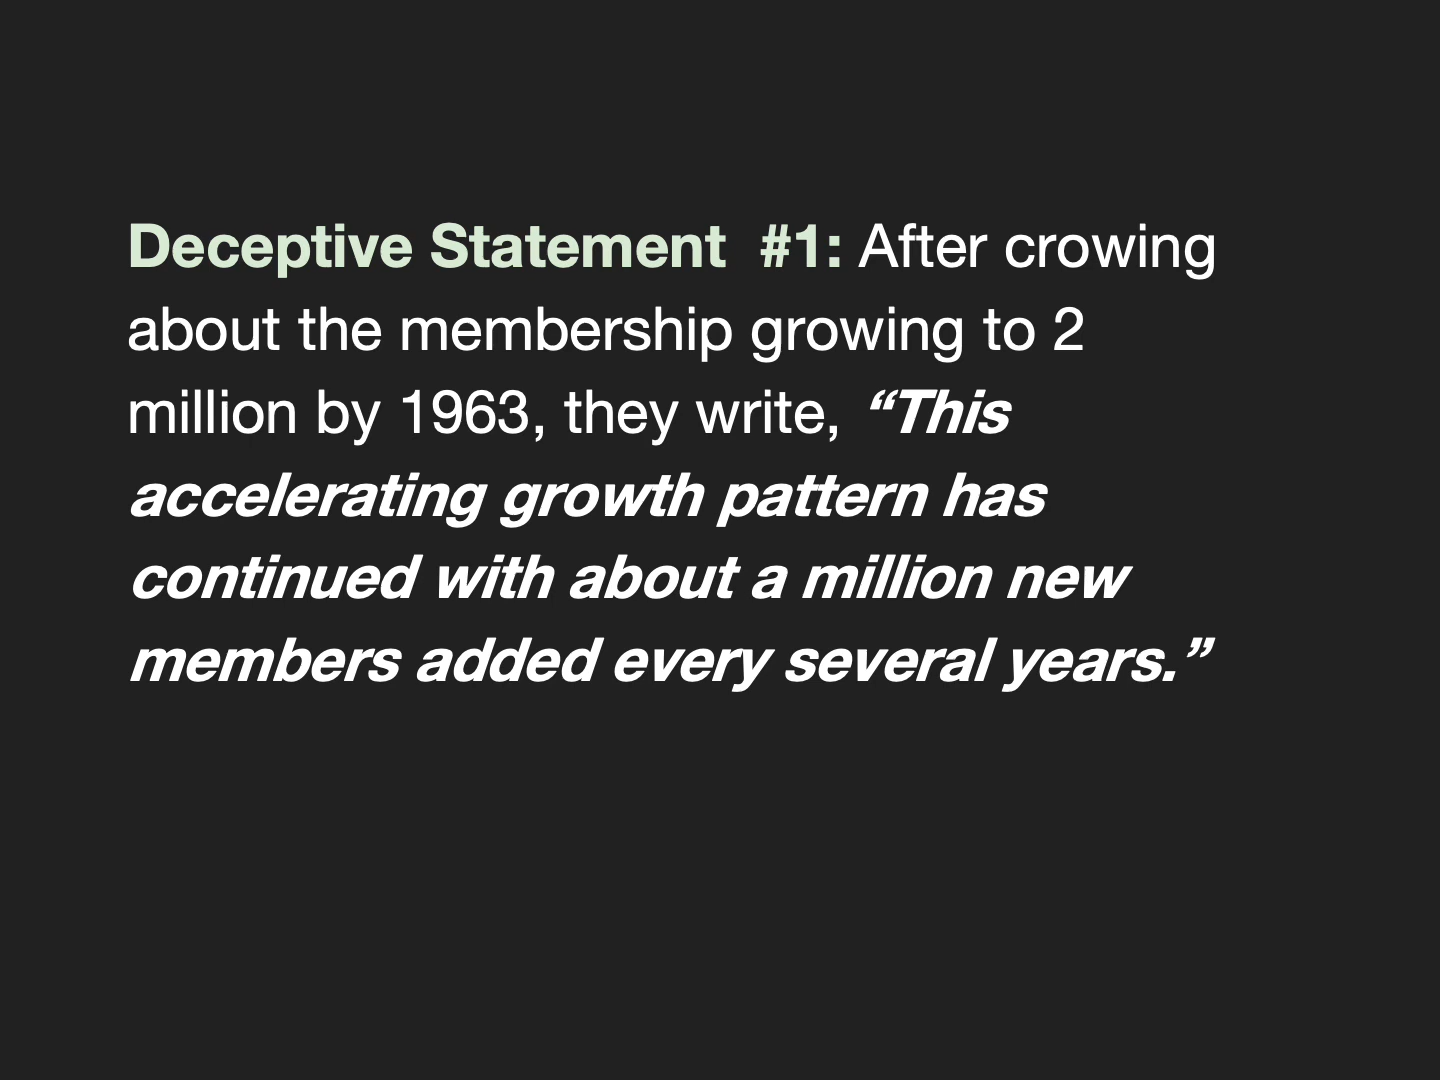 Deceptive Statement  #1: After crowing
about the membership growing to 2
million by 1963, they write, “This
accelerating growth pattern has
continued with about a million new
members added every several years.”